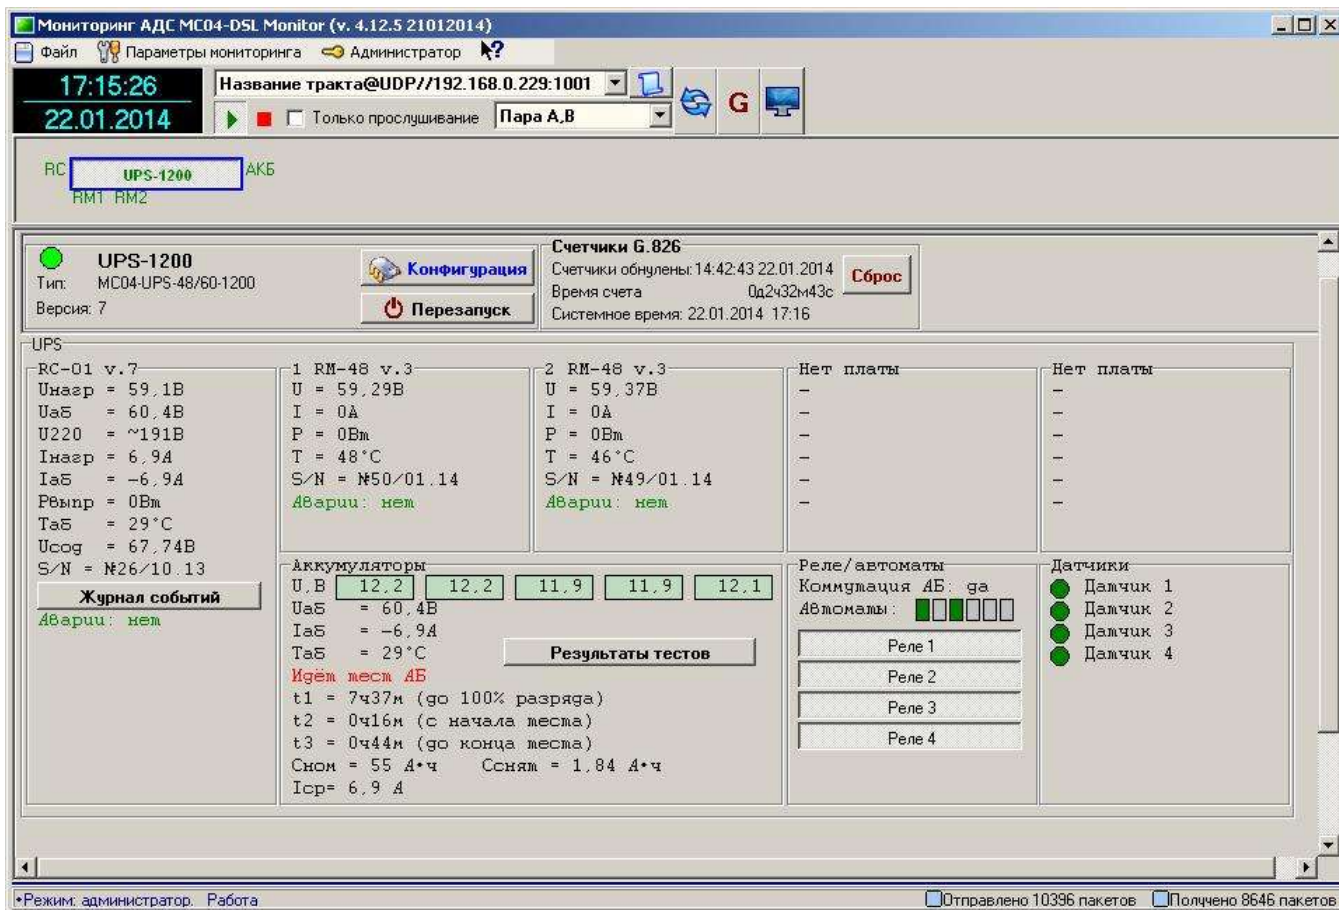 Мониторинг АДС MC04-DSL Monitor (v. 4.12.5 21012014)
Файл Параметры мониторинга Администратор
17:15:26
22.01.2014
Название тракта@UDP//192.168.0.229:1001
Только прослушивание Пара A,B
G
RC UPS-1200 АКБ
RM1 RM2
UPS-1200
Тип: MC04-UPS-48/60-1200
Версия: 7
Конфигурация
Перезапуск
Счетчики G.826
Счетчики обнулены: 14:42:43 22.01.2014
Время счета 0д2ч32м43с
Системное время: 22.01.2014 17:16
Сброс
UPS
RC-01 v.7
Uнагр = 59,1В
Uаб = 60,4В
U220 = ~191В
Iнагр = 6,9А
Iаб = -6,9А
Pвыпр = 0Вт
Tаб = 29°C
Uсод = 67,74В
S/N = №26/10.13
Журнал событий
Аварии: нет
1 RM-48 v.3
U = 59,29В
I = 0А
P = 0Вт
T = 48°C
S/N = №50/01.14
Аварии: нет
2 RM-48 v.3
U = 59,37В
I = 0А
P = 0Вт
T = 46°C
S/N = №49/01.14
Аварии: нет
Нет платы
-
-
-
-
-
-
Нет платы
-
-
-
-
-
-
Аккумуляторы
U,В 12,2 12,2 11,9 11,9 12,1
Uаб = 60,4В
Iаб = -6,9А
Tаб = 29°C
Результаты тестов
Идём тест АБ
t1 = 7ч37м (до 100% разряда)
t2 = 0ч16м (с начала теста)
t3 = 0ч44м (до конца теста)
Cном = 55 А•ч Cснят = 1,84 А•ч
Iср= 6,9 А
Реле/автоматы
Коммутация АБ: да
Автоматы:
Реле 1
Реле 2
Реле 3
Реле 4
Датчики
Датчик 1
Датчик 2
Датчик 3
Датчик 4
•Режим: администратор. Работа
Отправлено 10396 пакетов
Получено 8646 пакетов